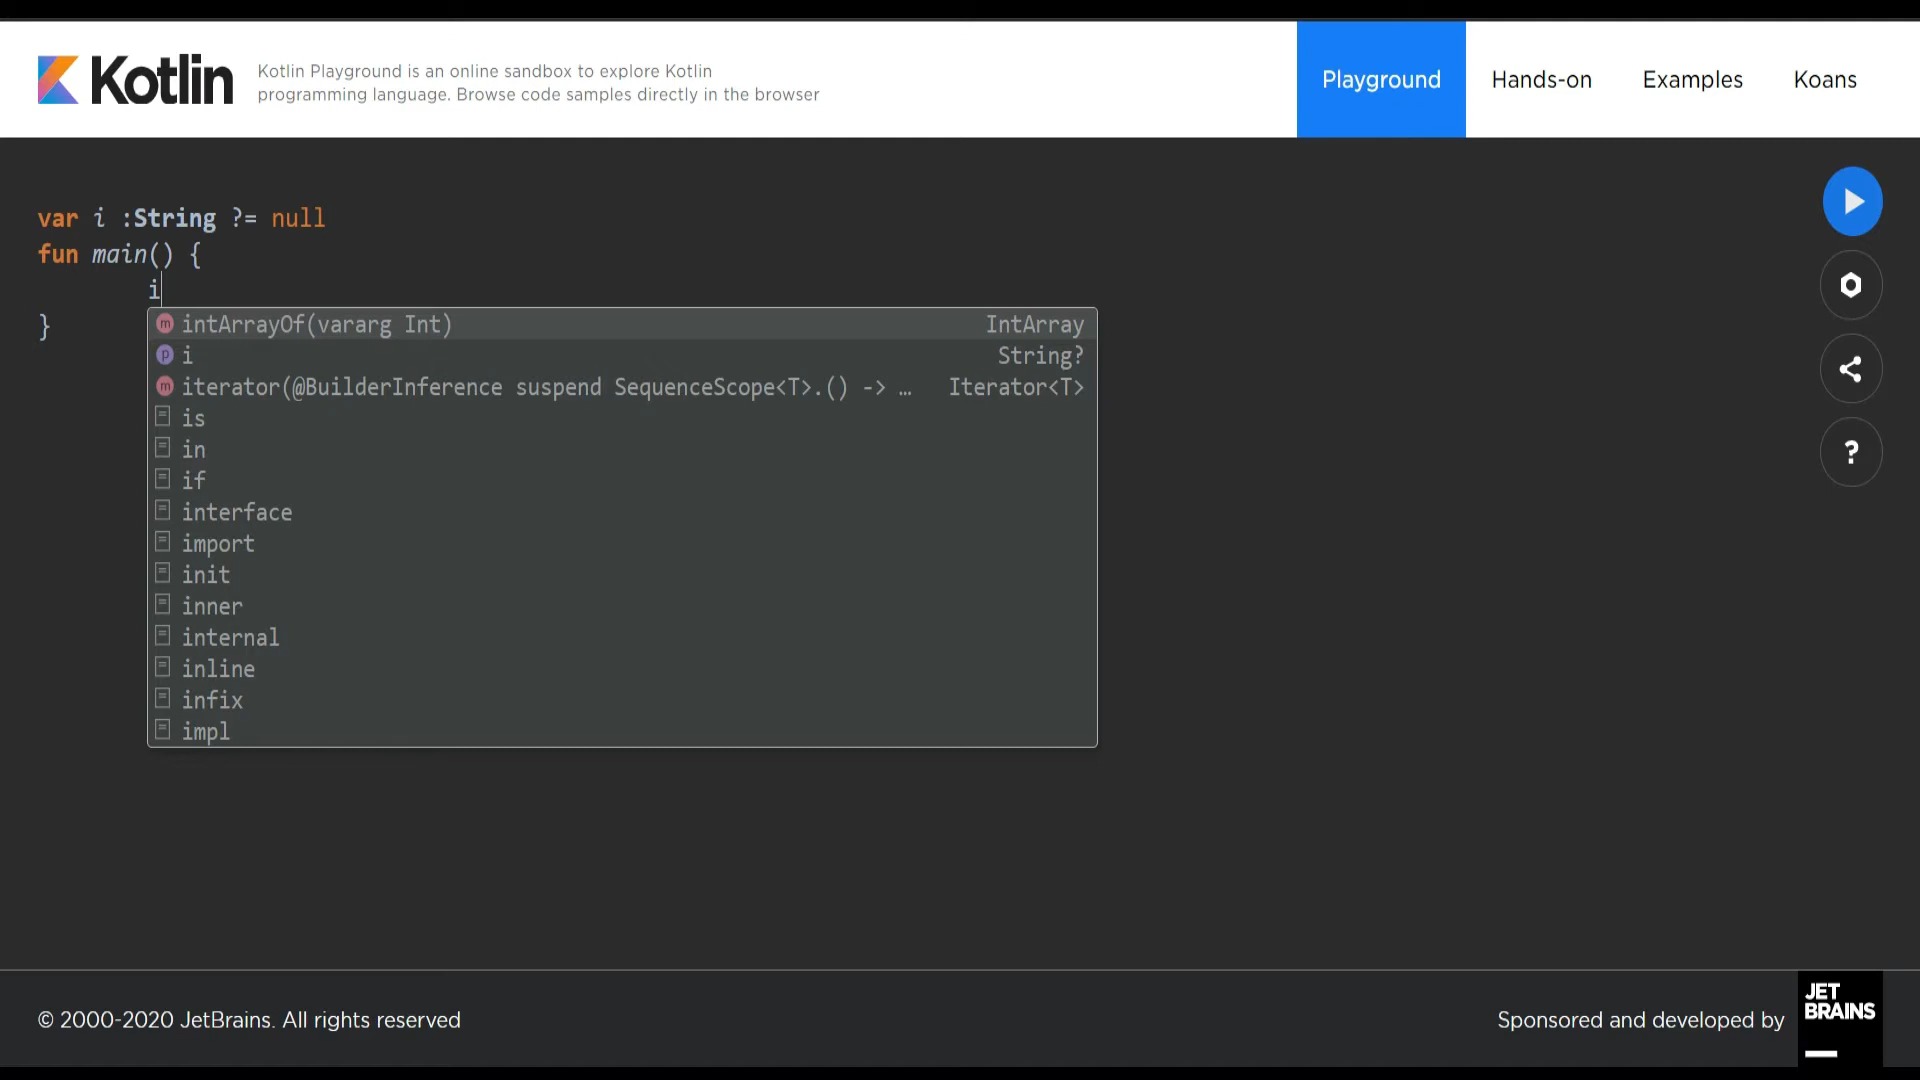 Kotlin
Kotlin Playground is an online sandbox to explore Kotlin
programming language. Browse code samples directly in the browser
Playground
Hands-on
Examples
Koans
var i :String ?= null
fun main() {
i
}
m intArrayOf(vararg Int) IntArray
p i String?
m iterator(@BuilderInference suspend SequenceScope<T>.() -> … Iterator<T>
is
in
if
interface
import
init
inner
internal
inline
infix
impl
?
© 2000-2020 JetBrains. All rights reserved
Sponsored and developed by
JET
BRAINS